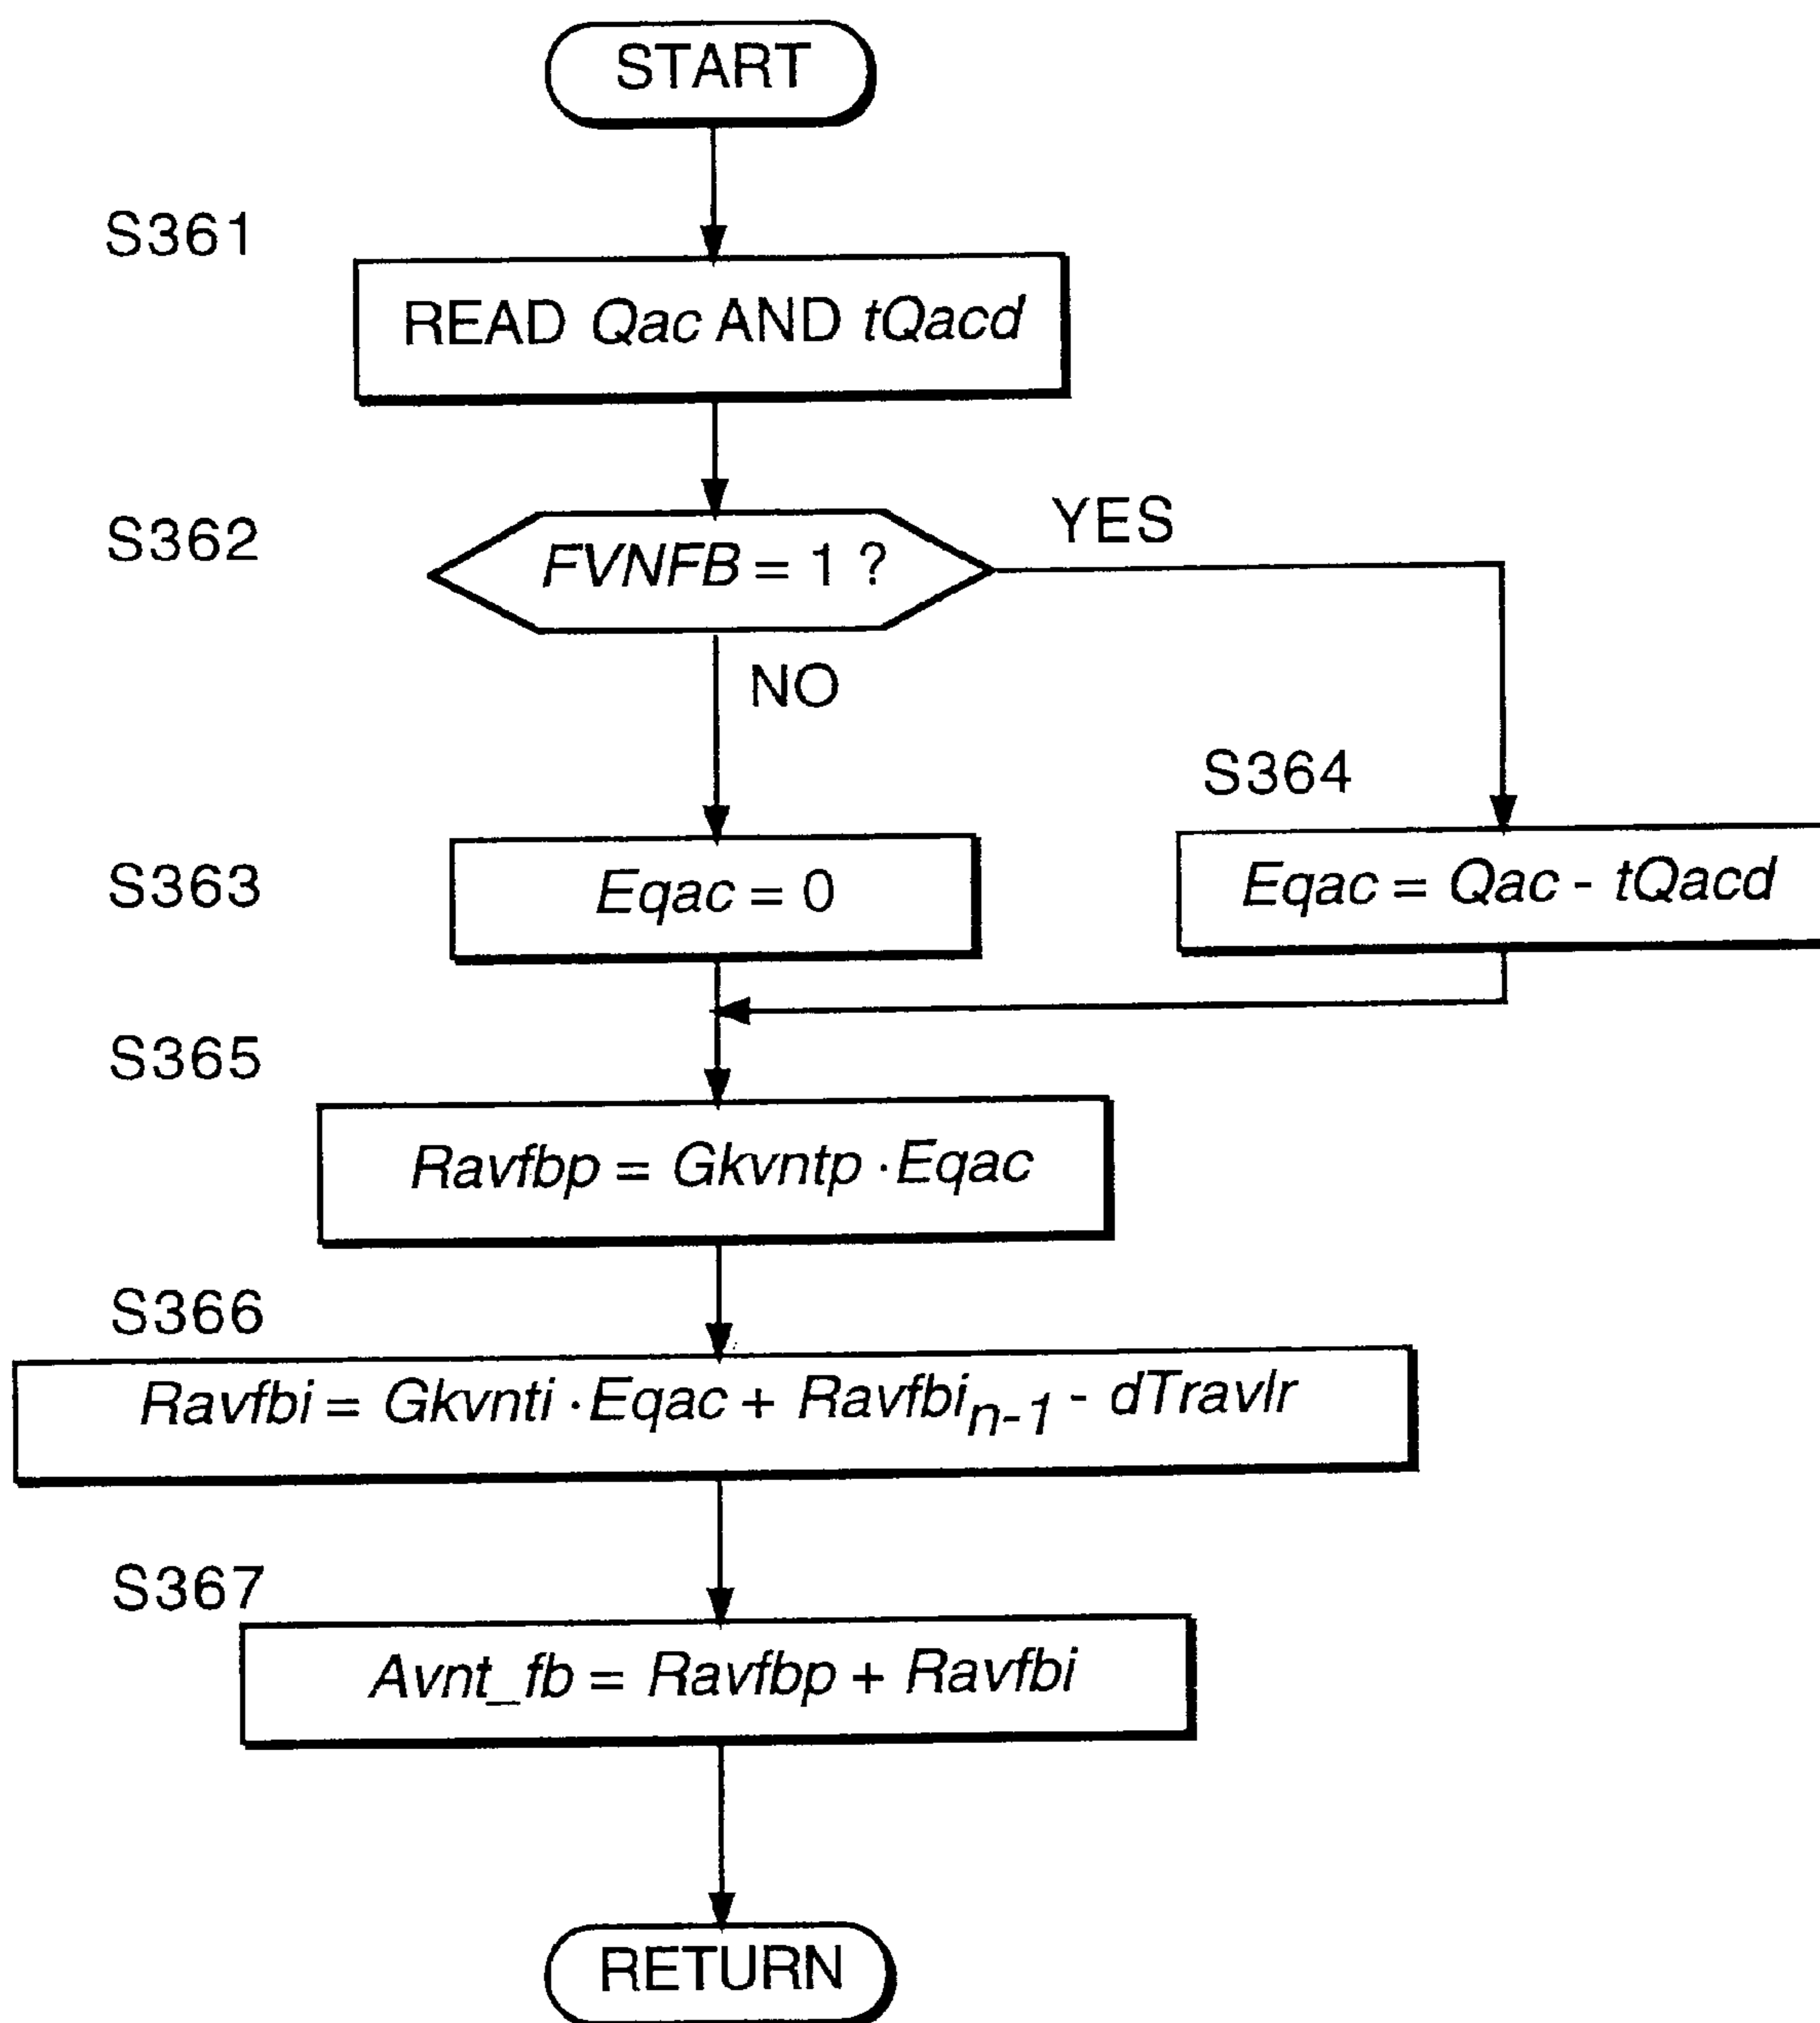 START
S361
READ Qac AND tQacd
S362
FVNFB = 1 ?
YES
NO
S364
S363
Eqac = 0
Eqac = Qac - tQacd
S365
Ravfbp = Gkvntp · Eqac
S366
Ravfbi = Gkvnti · Eqac + Ravfbi n-1 - dTravlr
S367
Avnt_fb = Ravfbp + Ravfbi
RETURN